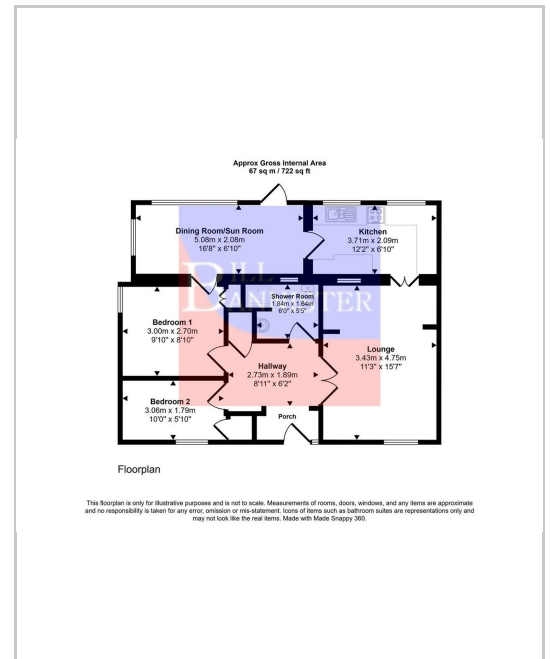 Approx Gross Internal Area
67 sq m / 722 sq ft
Dining Room/Sun Room
5.08m x 2.08m
16'8" x 6'10"
Kitchen
3.71m x 2.09m
12'2" x 6'10"
BILL
BANNISTER
Shower Room
1.84m x 1.64m
6'0" x 5'5"
Bedroom 1
3.00m x 2.70m
9'10" x 8'10"
Lounge
3.43m x 4.75m
11'3" x 15'7"
Hallway
2.73m x 1.89m
8'11" x 6'2"
Bedroom 2
3.06m x 1.79m
10'0" x 5'10"
Porch
Floorplan
This floorplan is only for illustrative purposes and is not to scale. Measurements of rooms, doors, windows, and any items are approximate
and no responsibility is taken for any error, omission or mis-statement. Icons of items such as bathroom suites are representations only and
may not look like the real items. Made with Made Snappy 360.